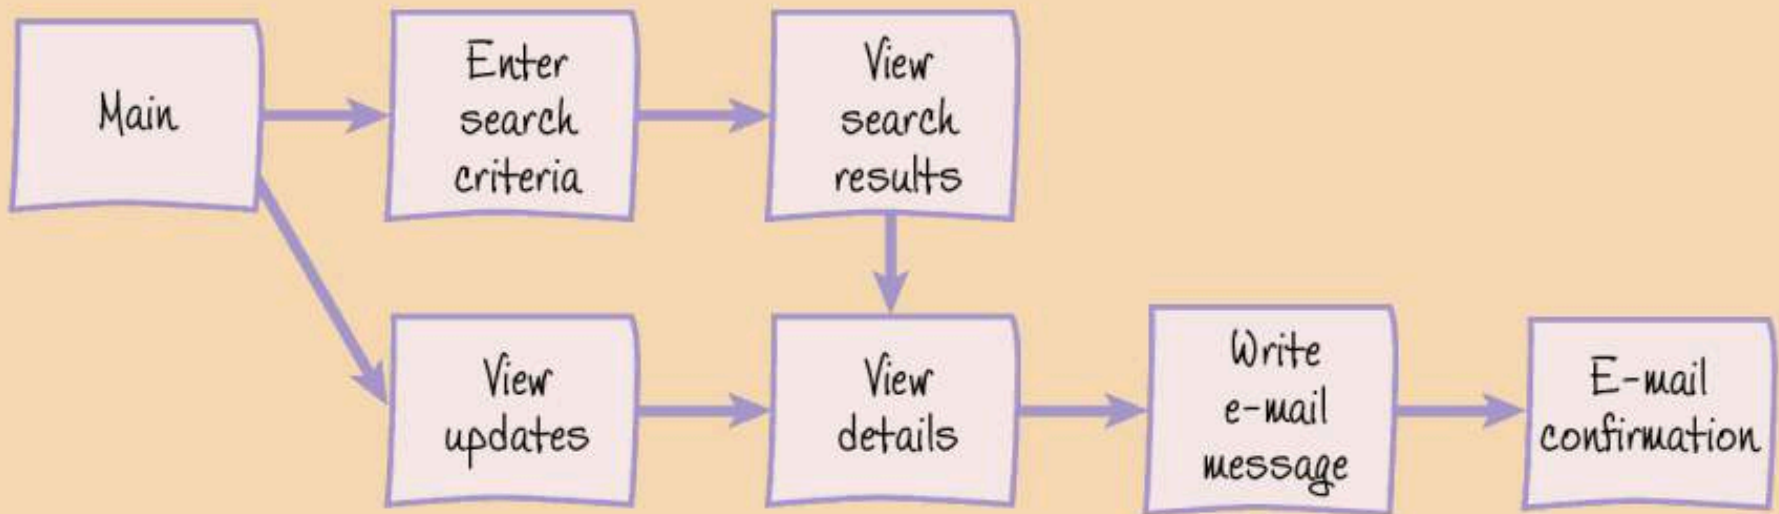 Main
Enter
search
criteria
View
search
results
View
updates
View
details
Write
e-mail
message
E-mail
confirmation